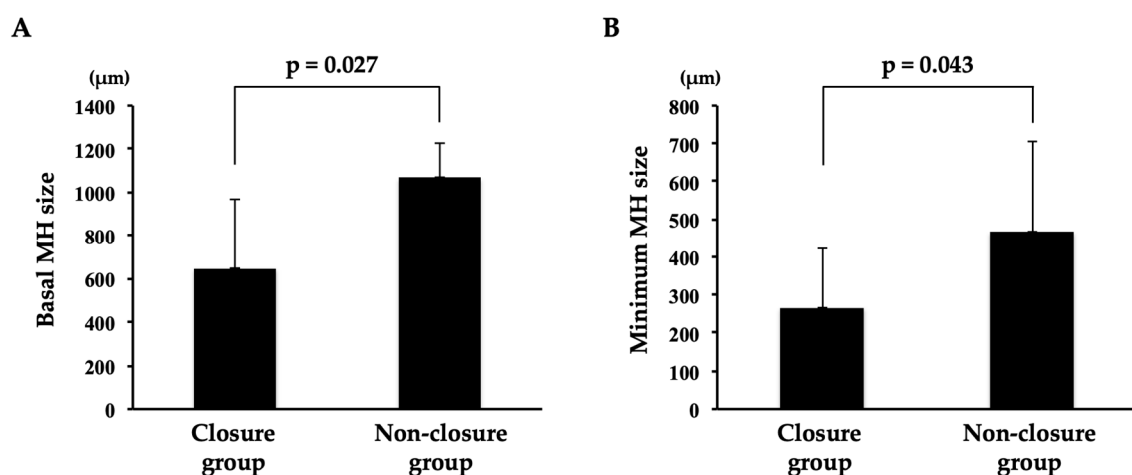 A
(μm)
p = 0.027
1400
1200
1000
800
600
400
200
0
Basal MH size
Closure
group
Non-closure
group
B
(μm)
p = 0.043
800
700
600
500
400
300
200
100
0
Minimum MH size
Closure
group
Non-closure
group